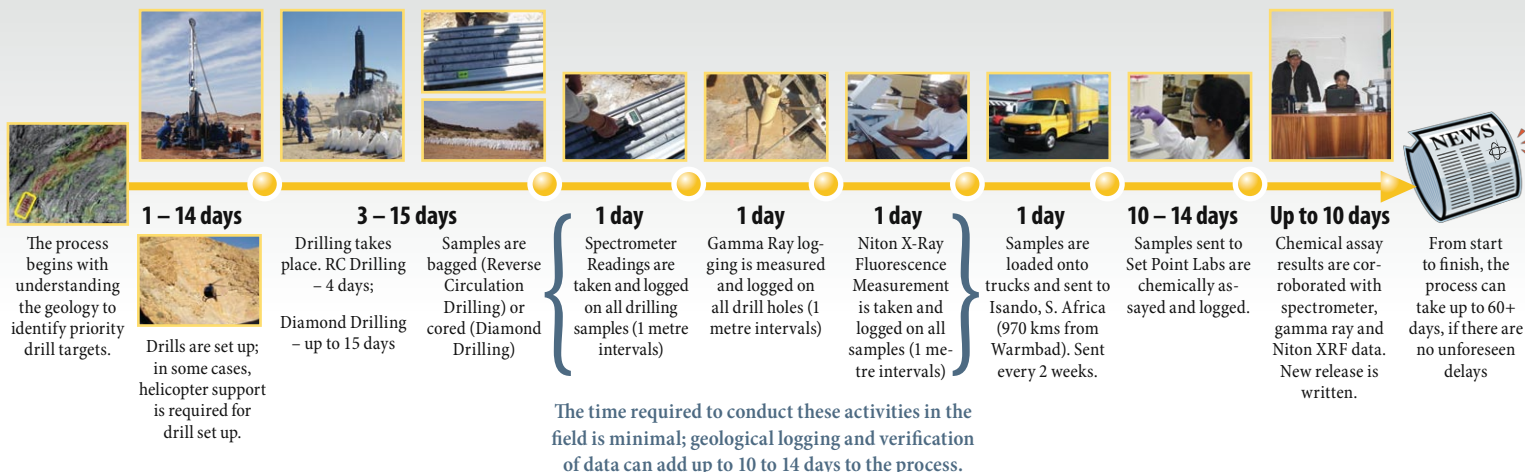 The process
begins with
understanding
the geology to
identify priority
drill targets.
1 – 14 days
Drills are set up;
in some cases,
helicopter support
is required for
drill set up.
3 – 15 days
Drilling takes
place. RC Drilling
– 4 days;
Diamond Drilling
– up to 15 days
Samples are
bagged (Reverse
Circulation
Drilling) or
cored (Diamond
Drilling)
1 day
Spectrometer
Readings are
taken and logged
on all drilling
samples (1 metre
intervals)
1 day
Gamma Ray log-
ging is measured
and logged on
all drill holes (1
metre intervals)
1 day
Niton X-Ray
Fluorescence
Measurement
is taken and
logged on all
samples (1 me-
tre intervals)
The time required to conduct these activities in the
field is minimal; geological logging and verification
of data can add up to 10 to 14 days to the process.
1 day
Samples are
loaded onto
trucks and sent to
Isando, S. Africa
(970 kms from
Warmbad). Sent
every 2 weeks.
10 – 14 days
Samples sent to
Set Point Labs are
chemically as-
sayed and logged.
Up to 10 days
Chemical assay
results are cor-
roborated with
spectrometer,
gamma ray and
Niton XRF data.
New release is
written.
NEWS
From start
to finish, the
process can
take up to 60+
days, if there are
no unforeseen
delays